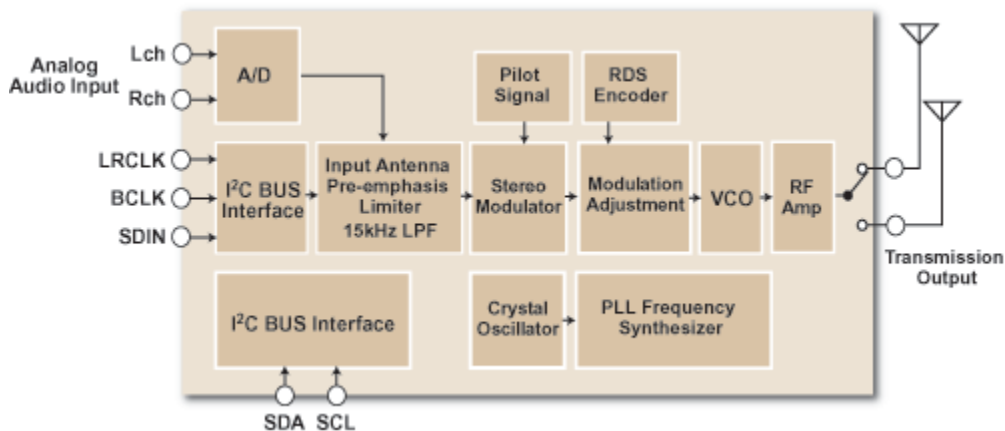 Analog
Audio Input
Lch
Rch
A/D
Pilot
Signal
RDS
Encoder
LRCLK
BCLK
SDIN
I²C BUS
Interface
Input Antenna
Pre-emphasis
Limiter
15kHz LPF
Stereo
Modulator
Modulation
Adjustment
VCO
RF
Amp
Transmission
Output
I²C BUS Interface
Crystal
Oscillator
PLL Frequency
Synthesizer
SDA SCL